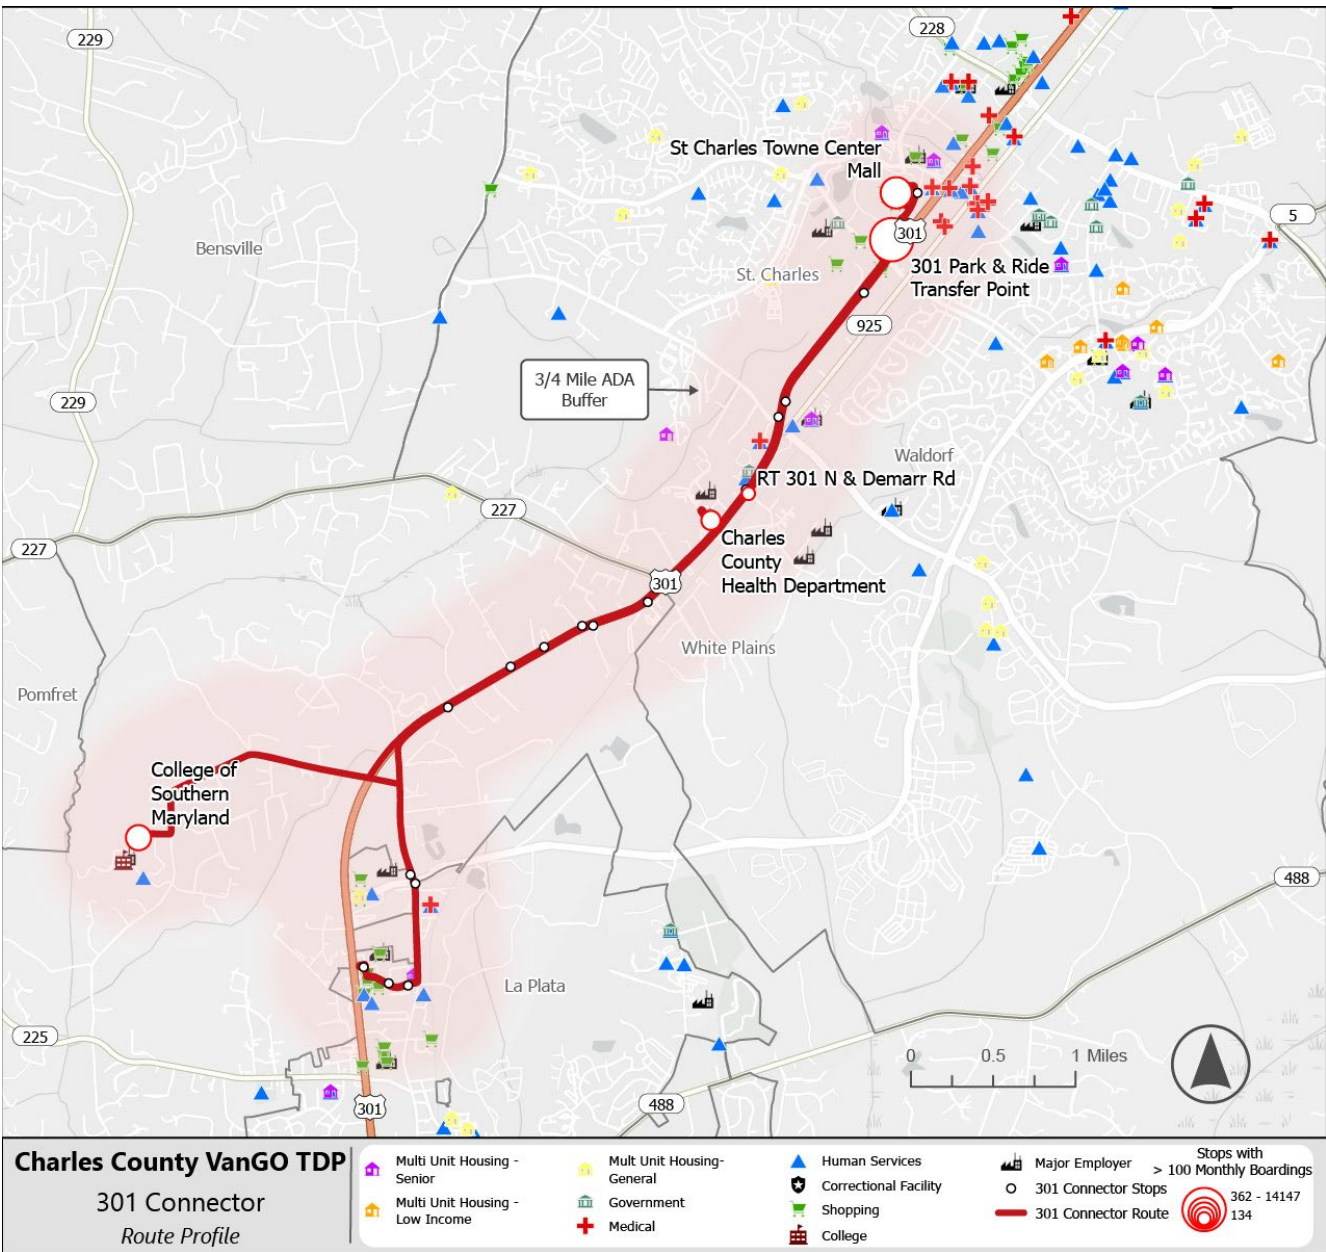 229
228
St Charles Towne Center
Mall
5
Bensville
301
St. Charles
301 Park & Ride
Transfer Point
925
3/4 Mile ADA
Buffer
229
Waldorf
RT 301 N & Demarr Rd
227
227
Charles
County
Health Department
301
White Plains
Pomfret
College of
Southern
Maryland
488
La Plata
225
0 0.5 1 Miles
488
301
Charles County VanGO TDP
301 Connector
Route Profile
Multi Unit Housing -
Senior
Multi Unit Housing -
Low Income
Mult Unit Housing-
General
Government
Medical
Human Services
Correctional Facility
Shopping
College
Major Employer
301 Connector Stops
301 Connector Route
Stops with
> 100 Monthly Boardings
362 - 14147
134